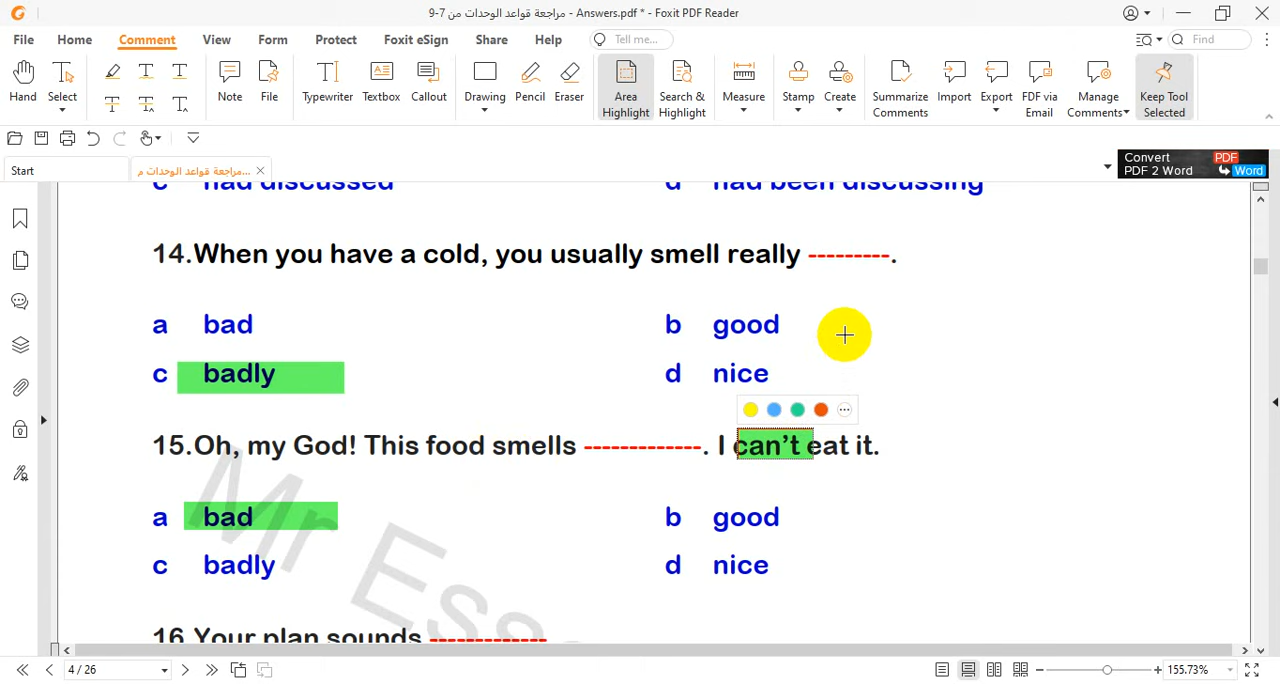 مراجعة قواعد الوحدات من 7-9 - Answers.pdf * - Foxit PDF Reader
File Home Comment View Form Protect Foxit eSign Share Help Tell me... Find
Hand Select Note File Typewriter Textbox Callout Drawing Pencil Eraser Area Highlight Search & Highlight Measure Stamp Create Summarize Comments Import Export PDF via Email Manage Comments Keep Tool Selected
Start مراجعة قواعد الوحدات م... Convert PDF 2 Word PDF Word
c had discussed d had been discussing
14.When you have a cold, you usually smell really ---------.
a bad b good
c badly d nice
15.Oh, my God! This food smells -------------. I can't eat it.
a bad b good
c badly d nice
16.Your plan sounds -------------
Mr Ess
4 / 26 155.73%